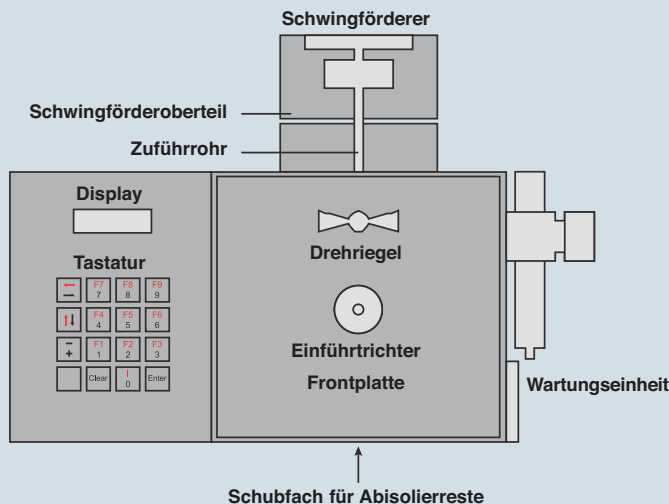 Schwingförderer
Schwingförderoberteil
Zuführrohr
Display
Tastatur
F7 F8 F9
7 8 9
F4 F5 F6
4 5 6
F1 F2 F3
– + 1 2 3
Clear I 0 Enter
Drehriegel
Einführtrichter
Frontplatte
Wartungseinheit
Schubfach für Abisolierreste